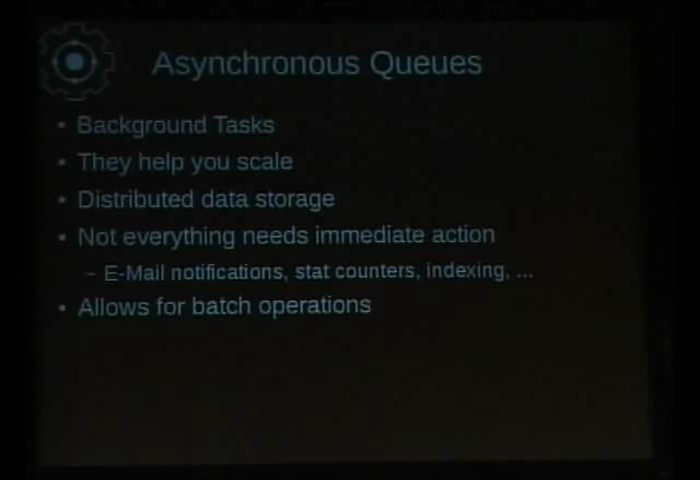 Asynchronous Queues
• Background Tasks
• They help you scale
• Distributed data storage
• Not everything needs immediate action
– E-Mail notifications, stat counters, indexing, ...
• Allows for batch operations